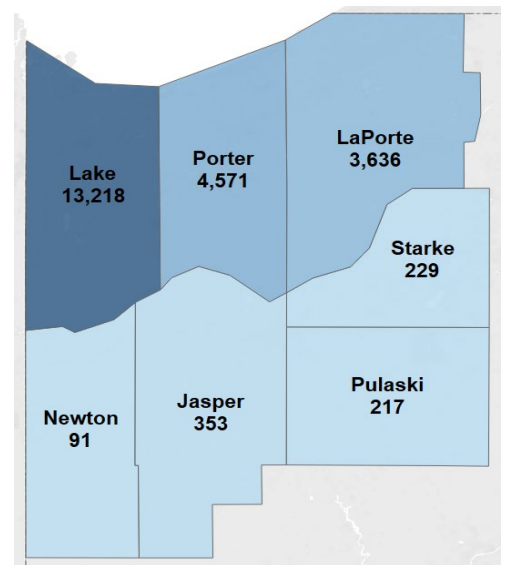 Lake
13,218
Porter
4,571
LaPorte
3,636
Starke
229
Newton
91
Jasper
353
Pulaski
217